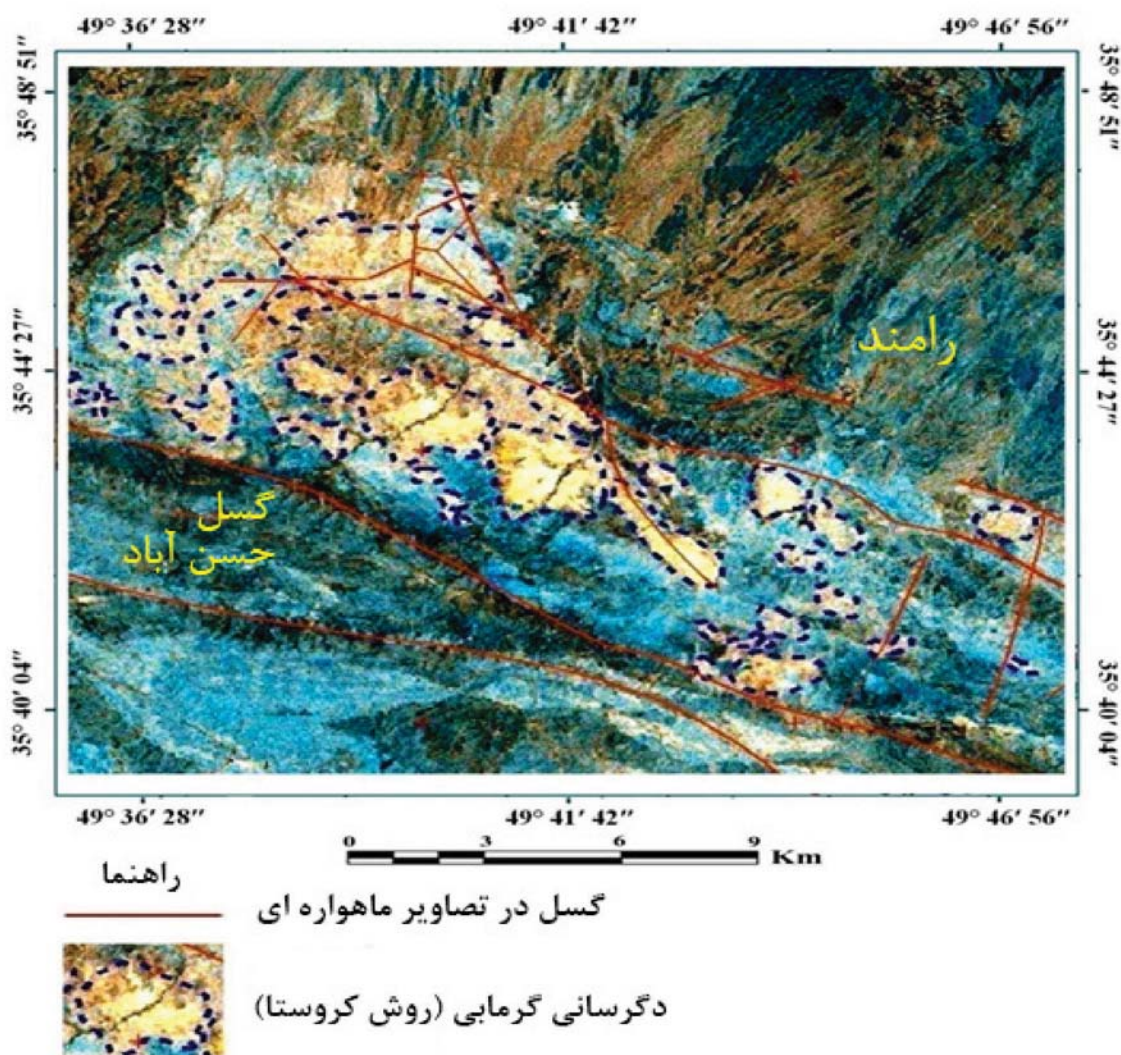 49° 36′ 28″ 49° 41′ 42″ 49° 46′ 56″
35° 48′ 51″ 35° 48′ 51″
35° 44′ 27″ 35° 44′ 27″
35° 40′ 04″ 35° 40′ 04″
رامند
گسل
حسن آباد
49° 36′ 28″ 49° 41′ 42″ 49° 46′ 56″
0 3 6 9
Km
راهنما
گسل در تصاویر ماهواره ای
دگرسانی گرمابی (روش کروستا)